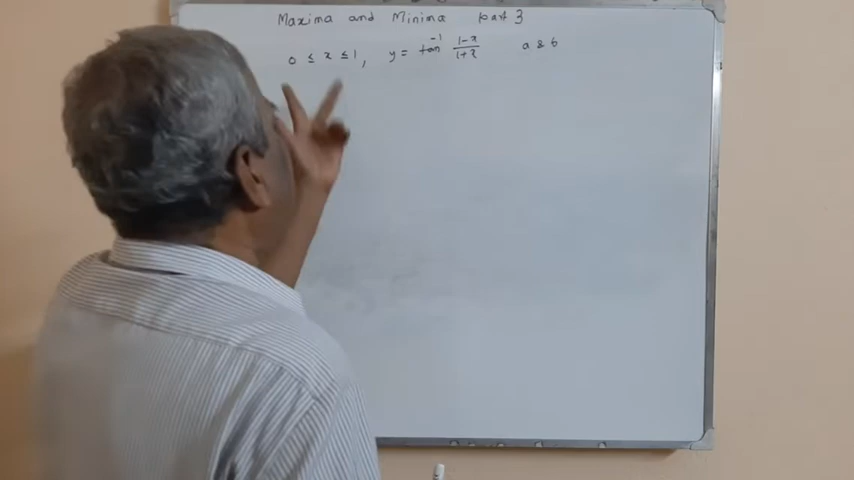 Maxima and Minima part 3
0 ≤ x ≤ 1, y = tan⁻¹ (1-x)/(1+x) a & b